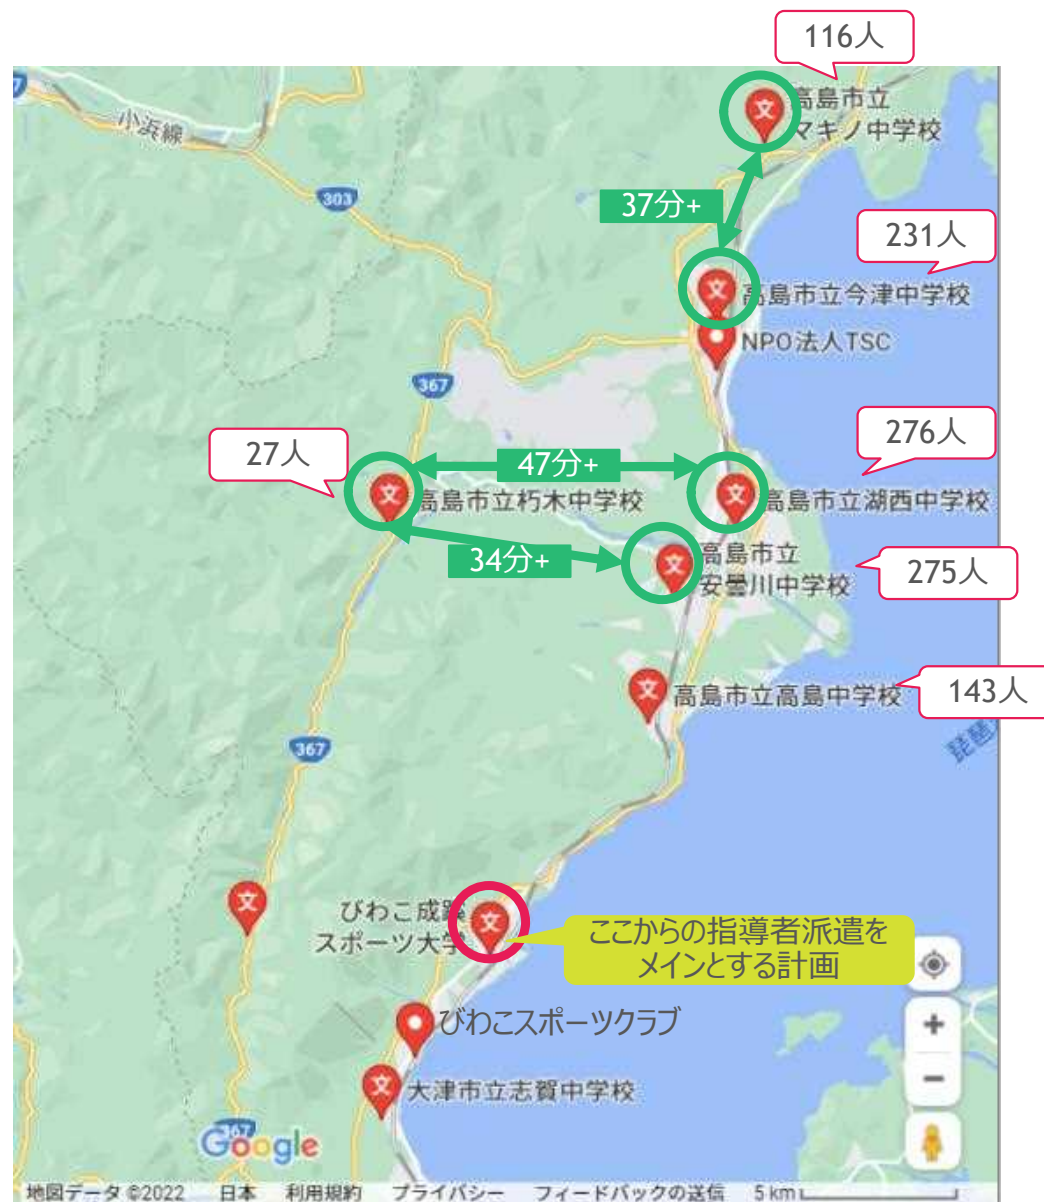 116人
高島市立
マキノ中学校
小浜線
303
37分+
231人
高島市立今津中学校
NPO法人TSC
367
276人
27人
47分+
高島市立朽木中学校
高島市立湖西中学校
34分+
高島市立
安曇川中学校
275人
高島市立高島中学校
143人
367
びわこ成蹊
スポーツ大学
ここからの指導者派遣を
メインとする計画
びわこスポーツクラブ
大津市立志賀中学校
367
Google
地図データ ©2022 日本 利用規約 プライバシー フィードバックの送信 5 km